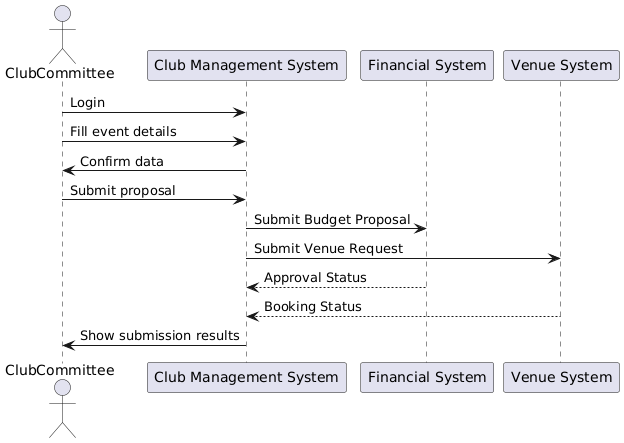 ClubCommittee
Club Management System
Financial System
Venue System
Login
Fill event details
Confirm data
Submit proposal
Submit Budget Proposal
Submit Venue Request
Approval Status
Booking Status
Show submission results
ClubCommittee
Club Management System
Financial System
Venue System